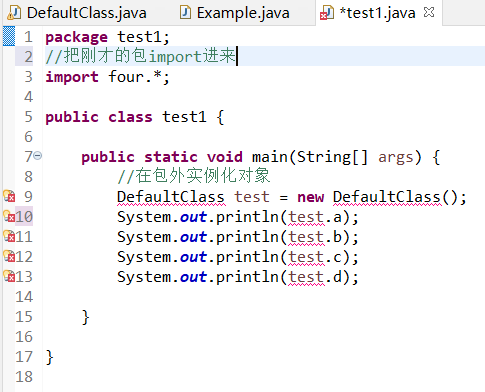 DefaultClass.java Example.java *test1.java
1 package test1;
2 //把刚才的包import进来
3 import four.*;
4
5 public class test1 {
6
7 public static void main(String[] args) {
8 //在包外实例化对象
9 DefaultClass test = new DefaultClass();
10 System.out.println(test.a);
11 System.out.println(test.b);
12 System.out.println(test.c);
13 System.out.println(test.d);
14
15 }
16
17 }
18